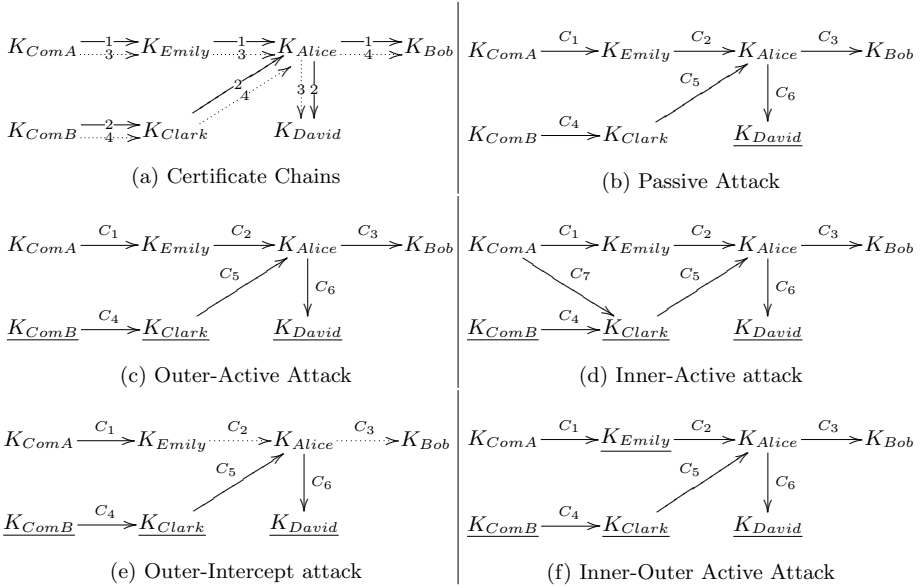 K_ComA 1 3 K_Emily 1 3 K_Alice 1 4 K_Bob
2 4 3 2
K_ComB 2 4 K_Clark K_David
(a) Certificate Chains
K_ComA C_1 K_Emily C_2 K_Alice C_3 K_Bob
C_5 C_6
K_ComB C_4 K_Clark K_David
(b) Passive Attack
K_ComA C_1 K_Emily C_2 K_Alice C_3 K_Bob
C_5 C_6
K_ComB C_4 K_Clark K_David
(c) Outer-Active Attack
K_ComA C_1 K_Emily C_2 K_Alice C_3 K_Bob
C_7 C_5 C_6
K_ComB C_4 K_Clark K_David
(d) Inner-Active attack
K_ComA C_1 K_Emily C_2 K_Alice C_3 K_Bob
C_5 C_6
K_ComB C_4 K_Clark K_David
(e) Outer-Intercept attack
K_ComA C_1 K_Emily C_2 K_Alice C_3 K_Bob
C_5 C_6
K_ComB C_4 K_Clark K_David
(f) Inner-Outer Active Attack